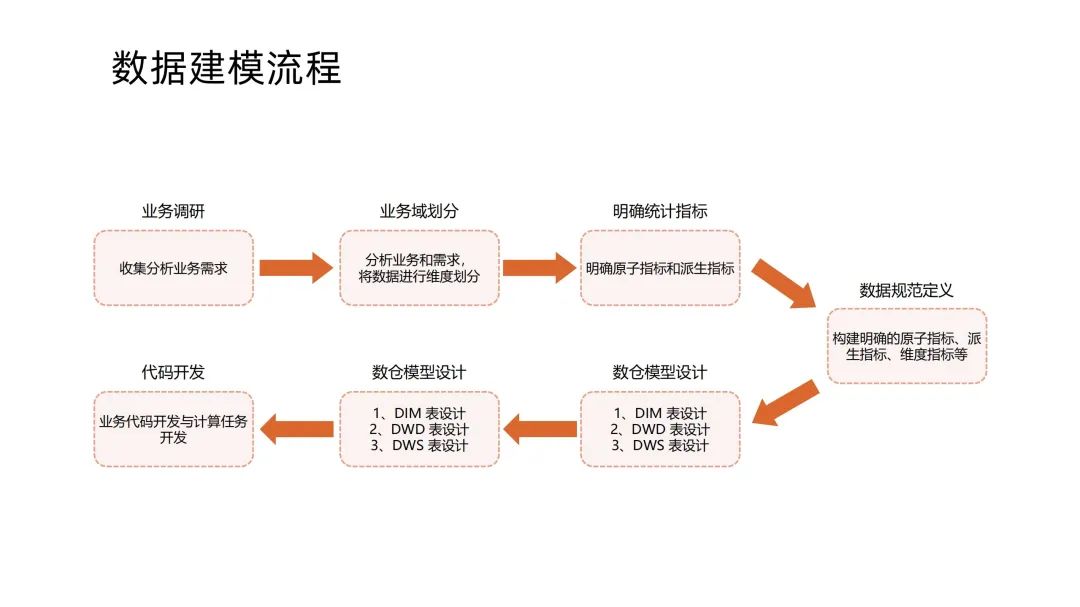 数据建模流程
业务调研
收集分析业务需求
业务域划分
分析业务和需求，
将数据进行维度划分
明确统计指标
明确原子指标和派生指标
数据规范定义
构建明确的原子指标、派
生指标、维度指标等
数仓模型设计
1、DIM 表设计
2、DWD 表设计
3、DWS 表设计
数仓模型设计
1、DIM 表设计
2、DWD 表设计
3、DWS 表设计
代码开发
业务代码开发与计算任务
开发